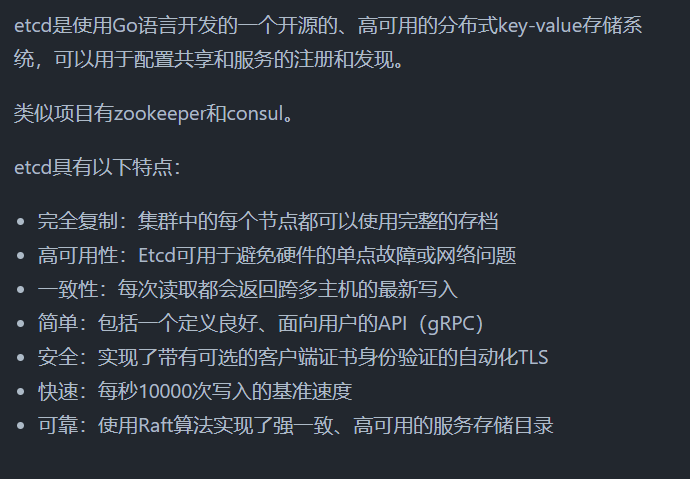 etcd是使用Go语言开发的一个开源的、高可用的分布式key-value存储系
统，可以用于配置共享和服务的注册和发现。
类似项目有zookeeper和consul。
etcd具有以下特点：
• 完全复制：集群中的每个节点都可以使用完整的存档
• 高可用性：Etcd可用于避免硬件的单点故障或网络问题
• 一致性：每次读取都会返回跨多主机的最新写入
• 简单：包括一个定义良好、面向用户的API（gRPC）
• 安全：实现了带有可选的客户端证书身份验证的自动化TLS
• 快速：每秒10000次写入的基准速度
• 可靠：使用Raft算法实现了强一致、高可用的服务存储目录